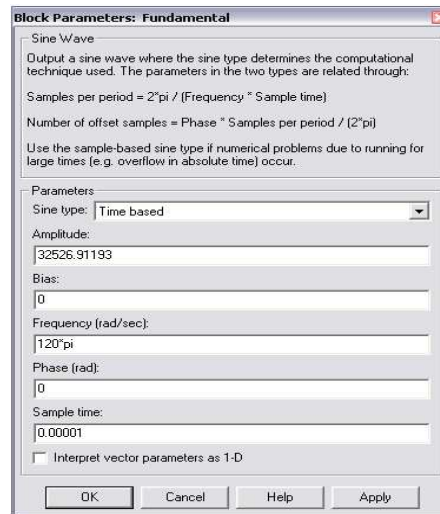 Block Parameters: Fundamental
Sine Wave
Output a sine wave where the sine type determines the computational
technique used. The parameters in the two types are related through:
Samples per period = 2*pi / (Frequency * Sample time)
Number of offset samples = Phase * Samples per period / (2*pi)
Use the sample-based sine type if numerical problems due to running for
large times (e.g. overflow in absolute time) occur.
Parameters
Sine type: Time based
Amplitude:
32526.91193
Bias:
0
Frequency (rad/sec):
120*pi
Phase (rad):
0
Sample time:
0.00001
Interpret vector parameters as 1-D
OK Cancel Help Apply